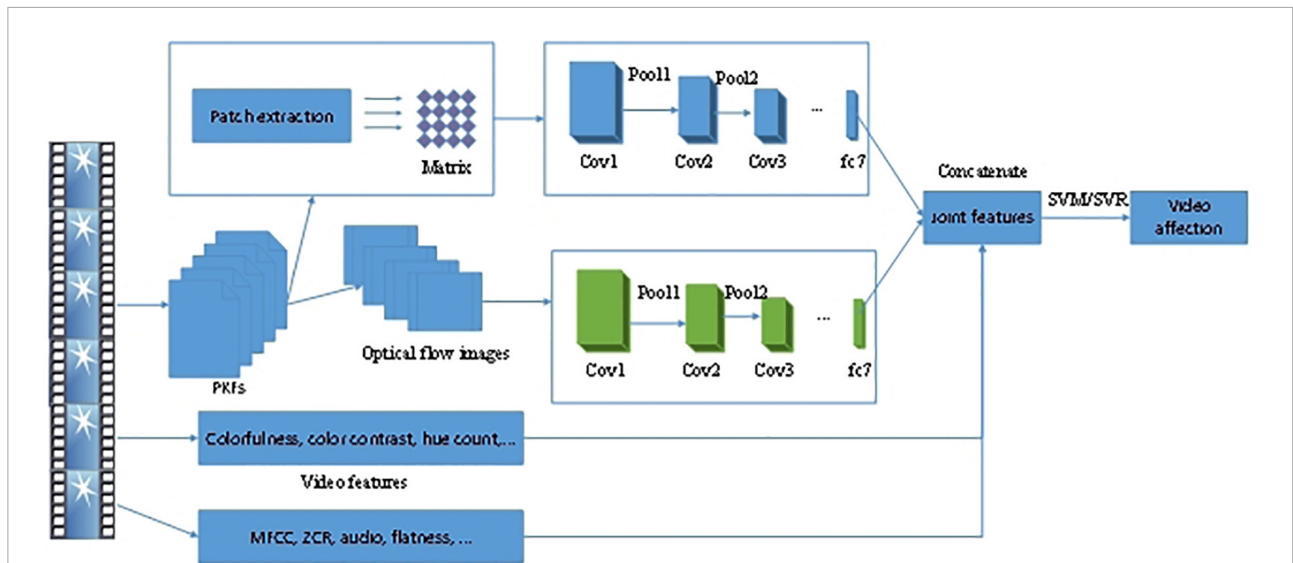 Patch extraction
Matrix
Pool1
Pool2
Cov1
Cov2
Cov3
...
fc7
PKFs
Optical flow images
Pool1
Pool2
Cov1
Cov2
Cov3
...
fc7
Concatenate
Joint features
SVM/SVR
Video
affection
Colorfulness, color contrast, hue count,...
Video features
MFCC, ZCR, audio, flatness, ...